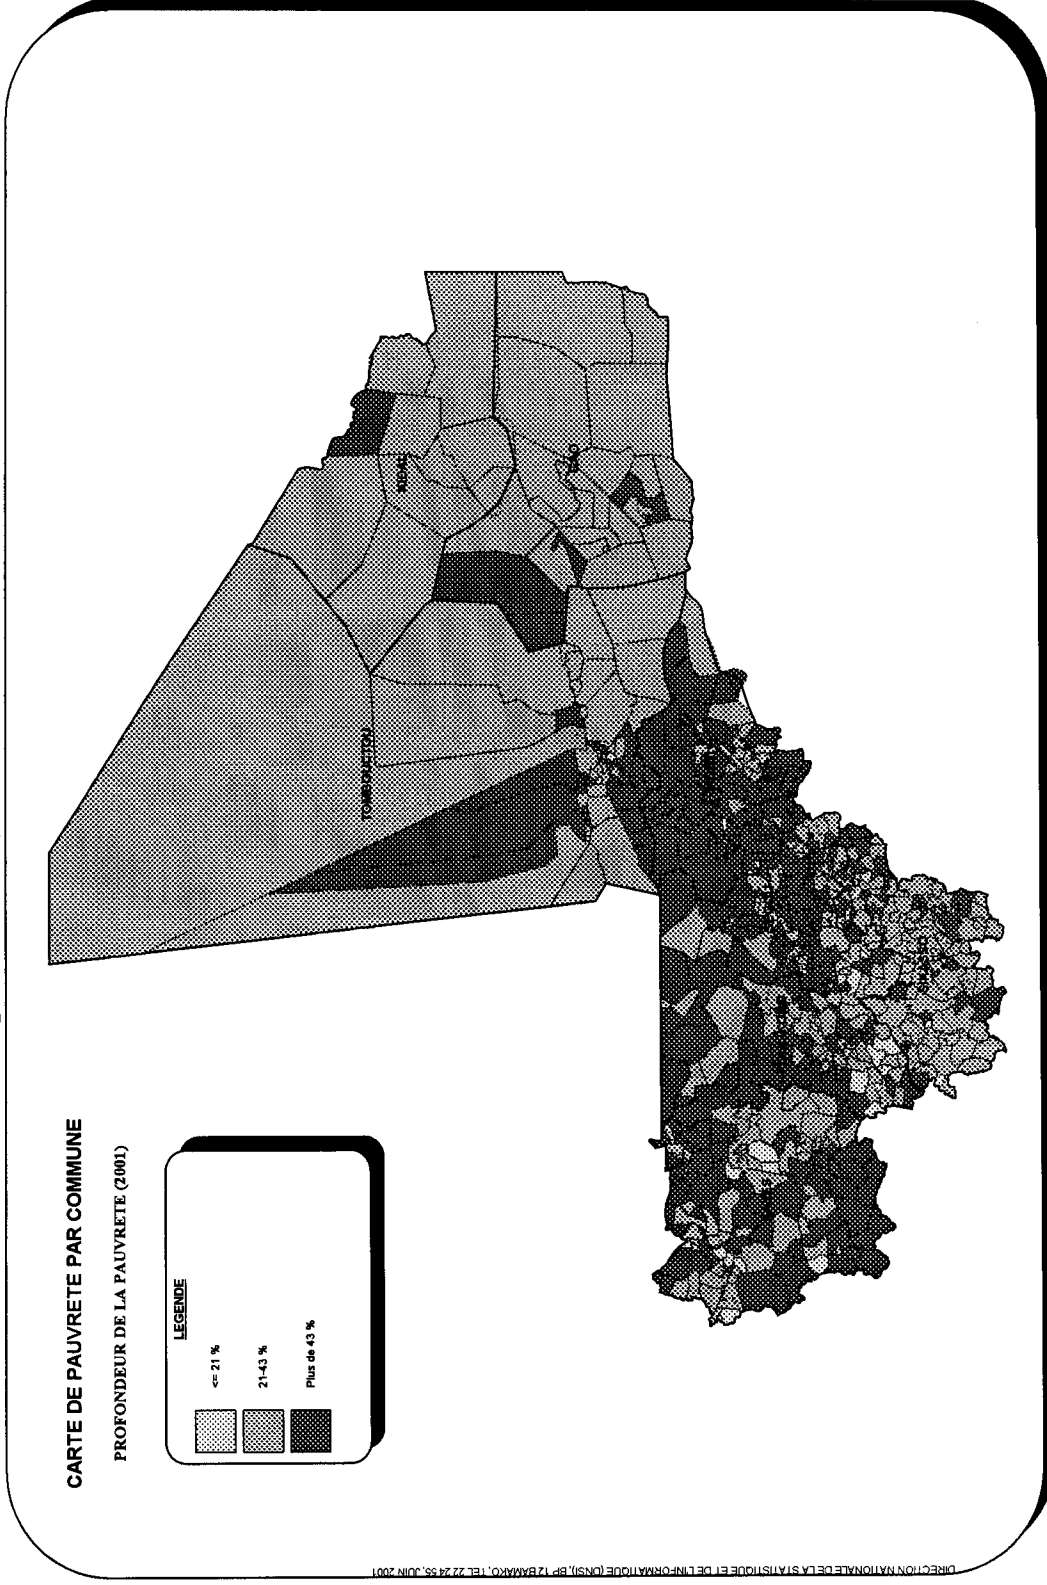 CARTE DE PAUVRETE PAR COMMUNE
PROFONDEUR DE LA PAUVRETE (2001)
LEGENDE
<= 21 %
21-43 %
Plus de 43 %
TOMBOUCTOU
KIDAL
GAO
SIKASSO
DIRECTION NATIONALE DE LA STATISTIQUE ET DE L'INFORMATIQUE (DNSI), BP 12 BAMAKO, TEL 22 24 55, JUIN 2001